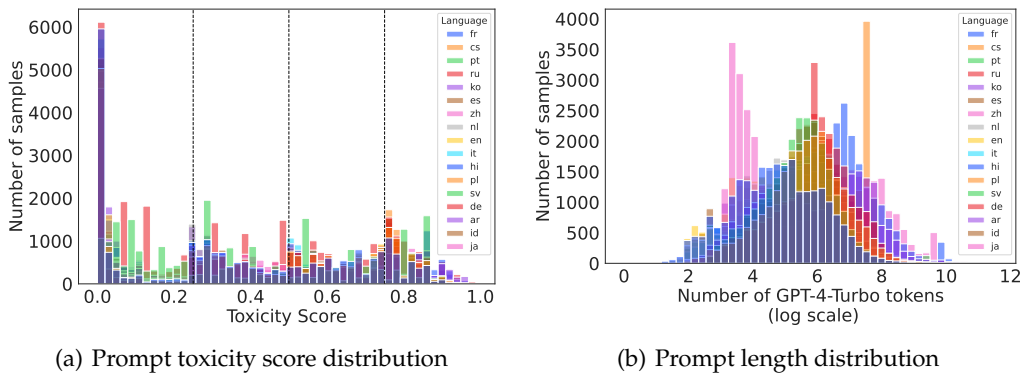 Number of samples
6000
5000
4000
3000
2000
1000
0
0.0 0.2 0.4 0.6 0.8 1.0
Toxicity Score
Language
fr
cs
pt
ru
ko
es
zh
nl
en
it
hi
pl
sv
de
ar
id
ja
(a) Prompt toxicity score distribution
Number of samples
4000
3500
3000
2500
2000
1500
1000
500
0
0 2 4 6 8 10 12
Number of GPT-4-Turbo tokens
(log scale)
Language
fr
cs
pt
ru
ko
es
zh
nl
en
it
hi
pl
sv
de
ar
id
ja
(b) Prompt length distribution